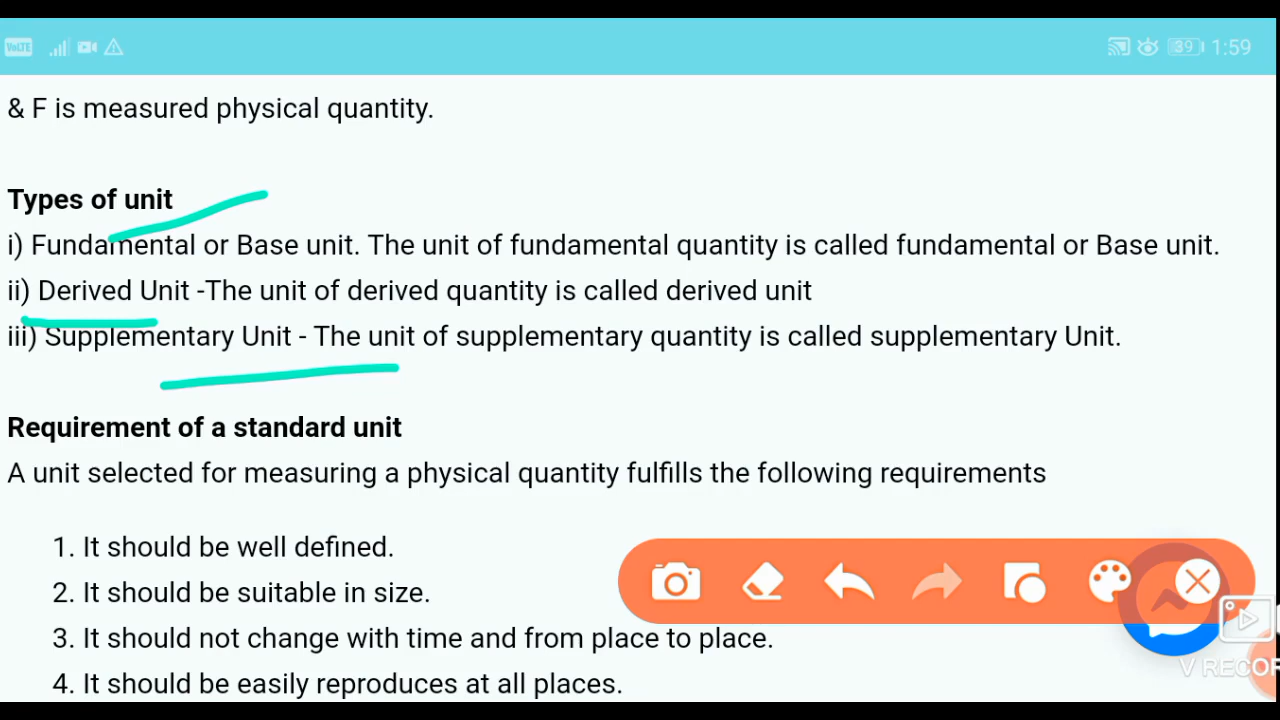 VoLTE 39 1:59
& F is measured physical quantity.
Types of unit
i) Fundamental or Base unit. The unit of fundamental quantity is called fundamental or Base unit.
ii) Derived Unit -The unit of derived quantity is called derived unit
iii) Supplementary Unit - The unit of supplementary quantity is called supplementary Unit.
Requirement of a standard unit
A unit selected for measuring a physical quantity fulfills the following requirements
1. It should be well defined.
2. It should be suitable in size.
3. It should not change with time and from place to place.
4. It should be easily reproduces at all places.
V RECOR